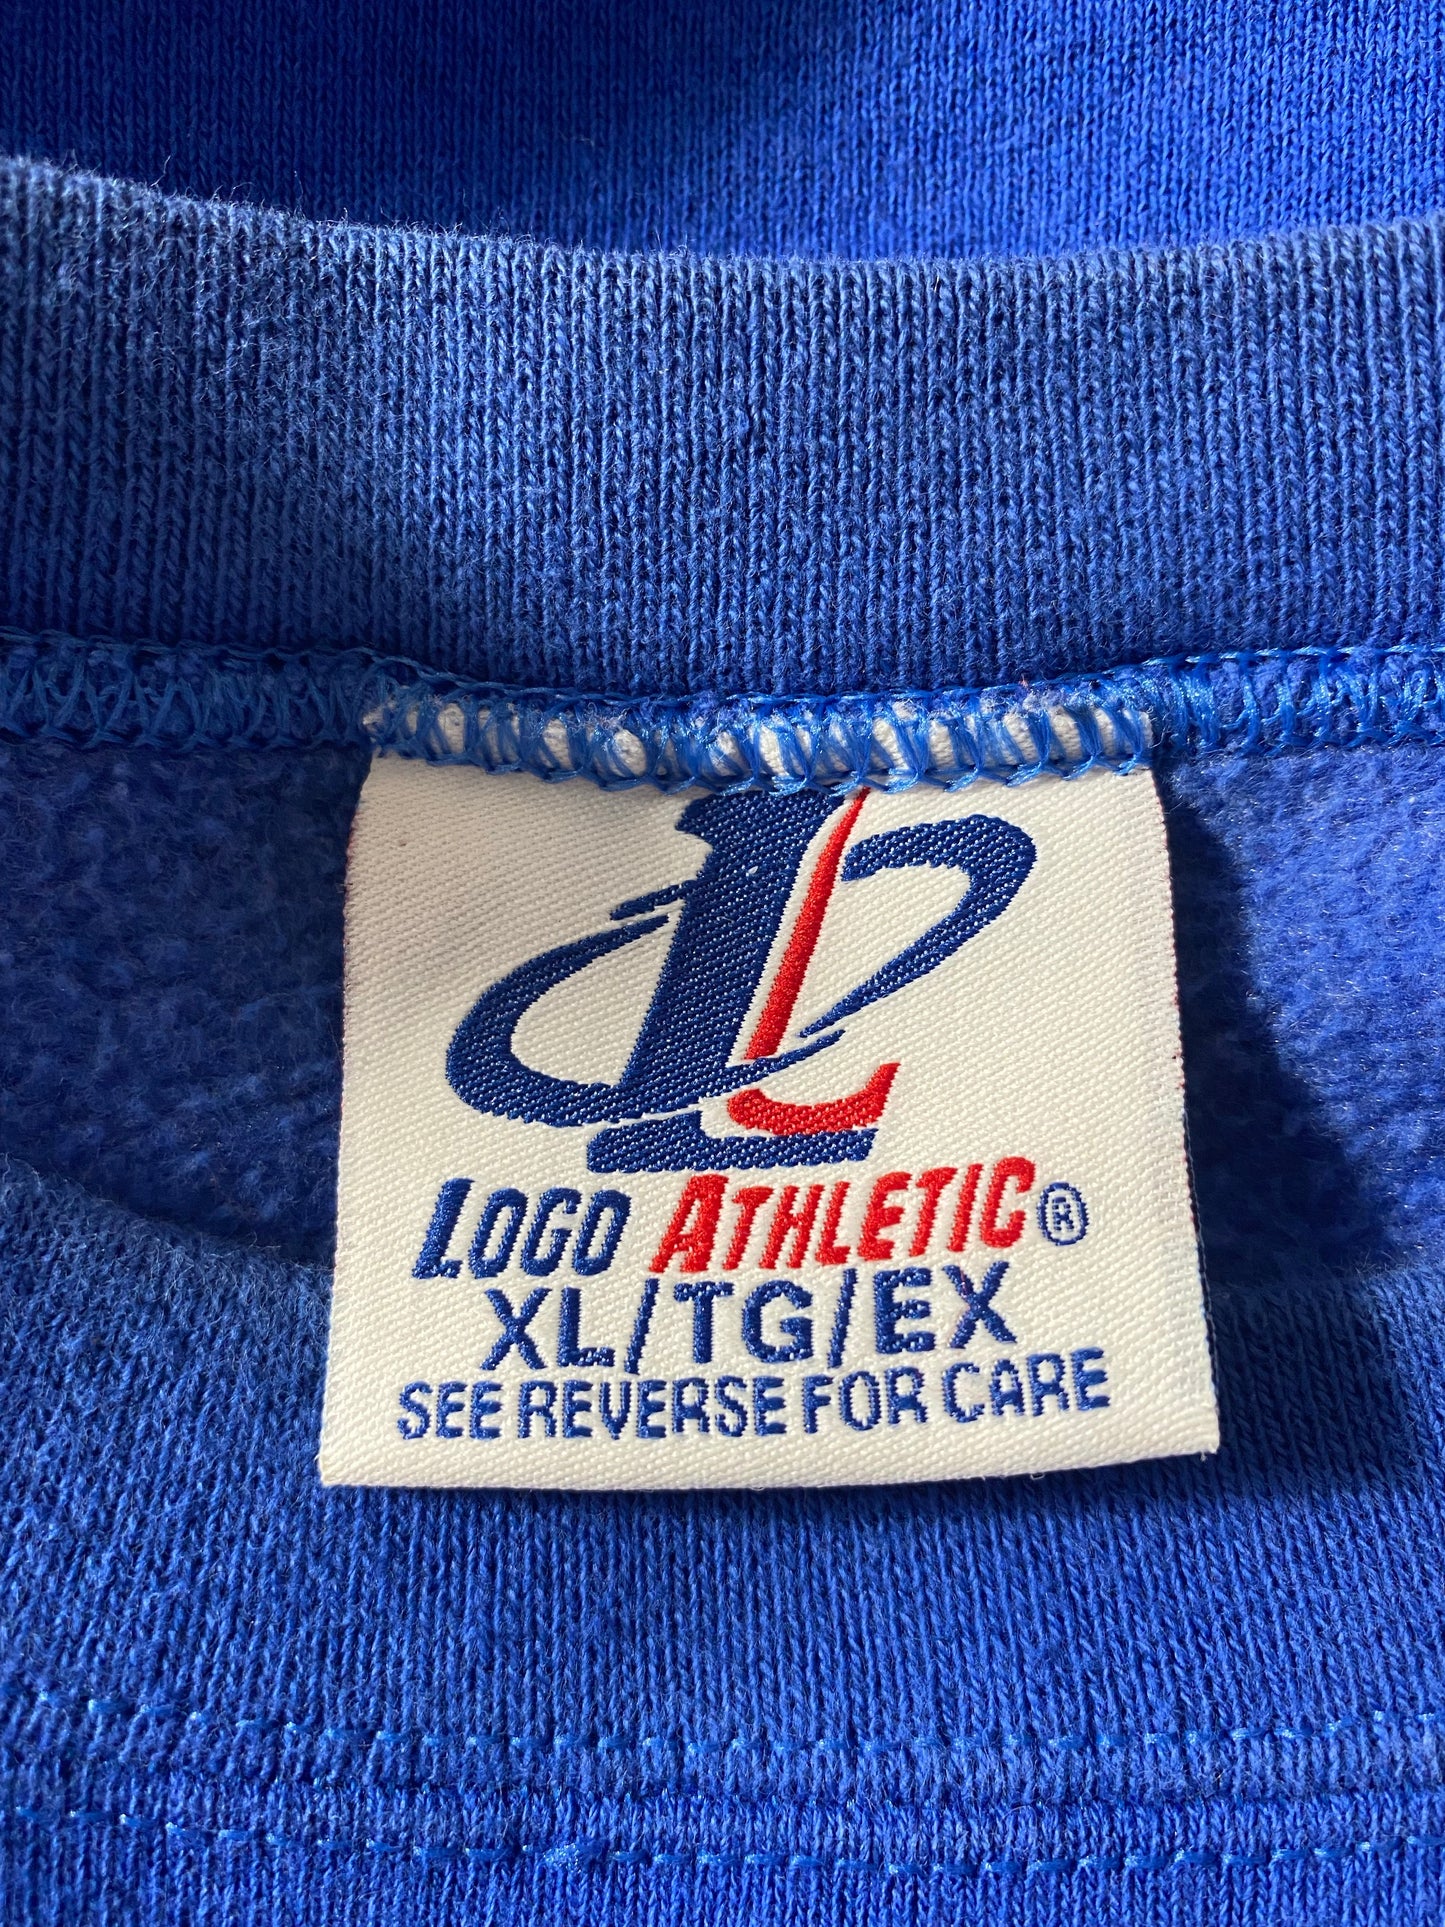 L
LOGO ATHLETIC®
XL/TG/EX
SEE REVERSE FOR CARE